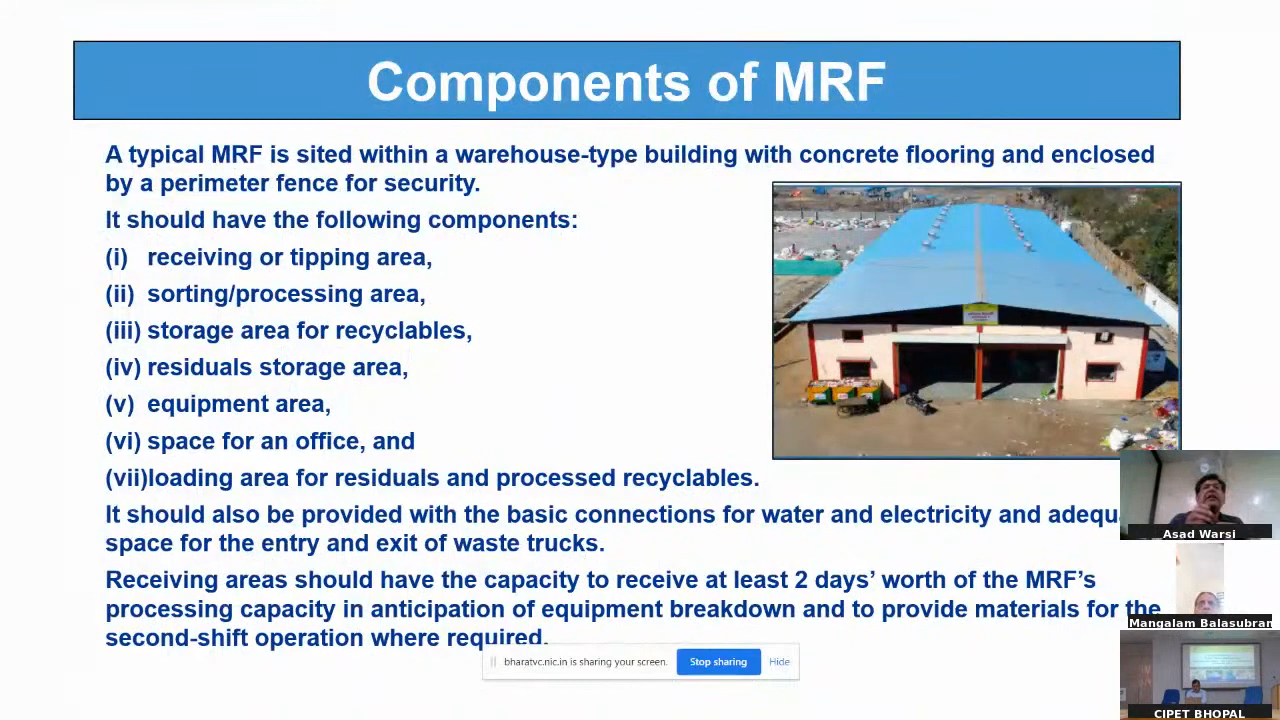 Components of MRF
A typical MRF is sited within a warehouse-type building with concrete flooring and enclosed
by a perimeter fence for security.
It should have the following components:
(i) receiving or tipping area,
(ii) sorting/processing area,
(iii) storage area for recyclables,
(iv) residuals storage area,
(v) equipment area,
(vi) space for an office, and
(vii)loading area for residuals and processed recyclables.
It should also be provided with the basic connections for water and electricity and adequ
space for the entry and exit of waste trucks.
Receiving areas should have the capacity to receive at least 2 days’ worth of the MRF’s
processing capacity in anticipation of equipment breakdown and to provide materials for the
second-shift operation where required.
bharatvc.nic.in is sharing your screen.
Stop sharing
Hide
Asad Warsi
Mangalam Balasubran
CIPET BHOPAL